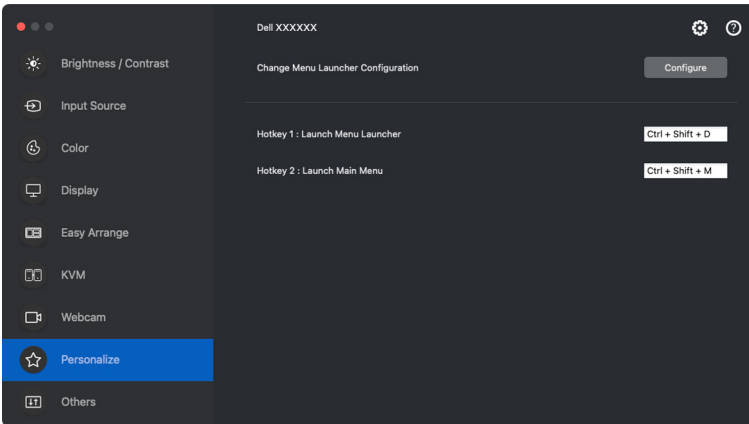 Dell XXXXXX
Brightness / Contrast
Input Source
Color
Display
Easy Arrange
KVM
Webcam
Personalize
Others
Change Menu Launcher Configuration
Configure
Hotkey 1 : Launch Menu Launcher
Ctrl + Shift + D
Hotkey 2 : Launch Main Menu
Ctrl + Shift + M